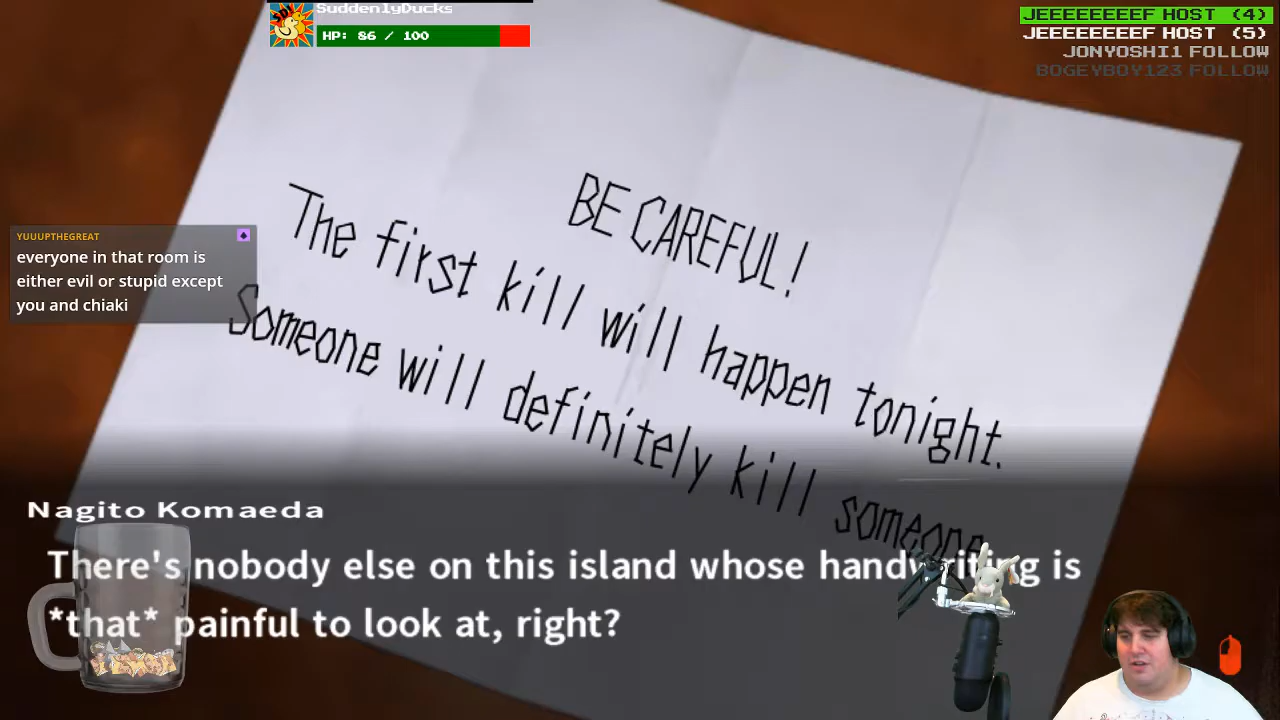 SuddenlyDucks
HP: 86 / 100
JEEEEEEEEF HOST (4)
JEEEEEEEEF HOST (5)
JONYOSHI1 FOLLOW
BOGEYBOY123 FOLLOW
YUUUPTHEGREAT
everyone in that room is
either evil or stupid except
you and chiaki
BE CAREFUL!
The first kill will happen tonight.
Someone will definitely kill someone
Nagito Komaeda
There's nobody else on this island whose handwriting is
*that* painful to look at, right?